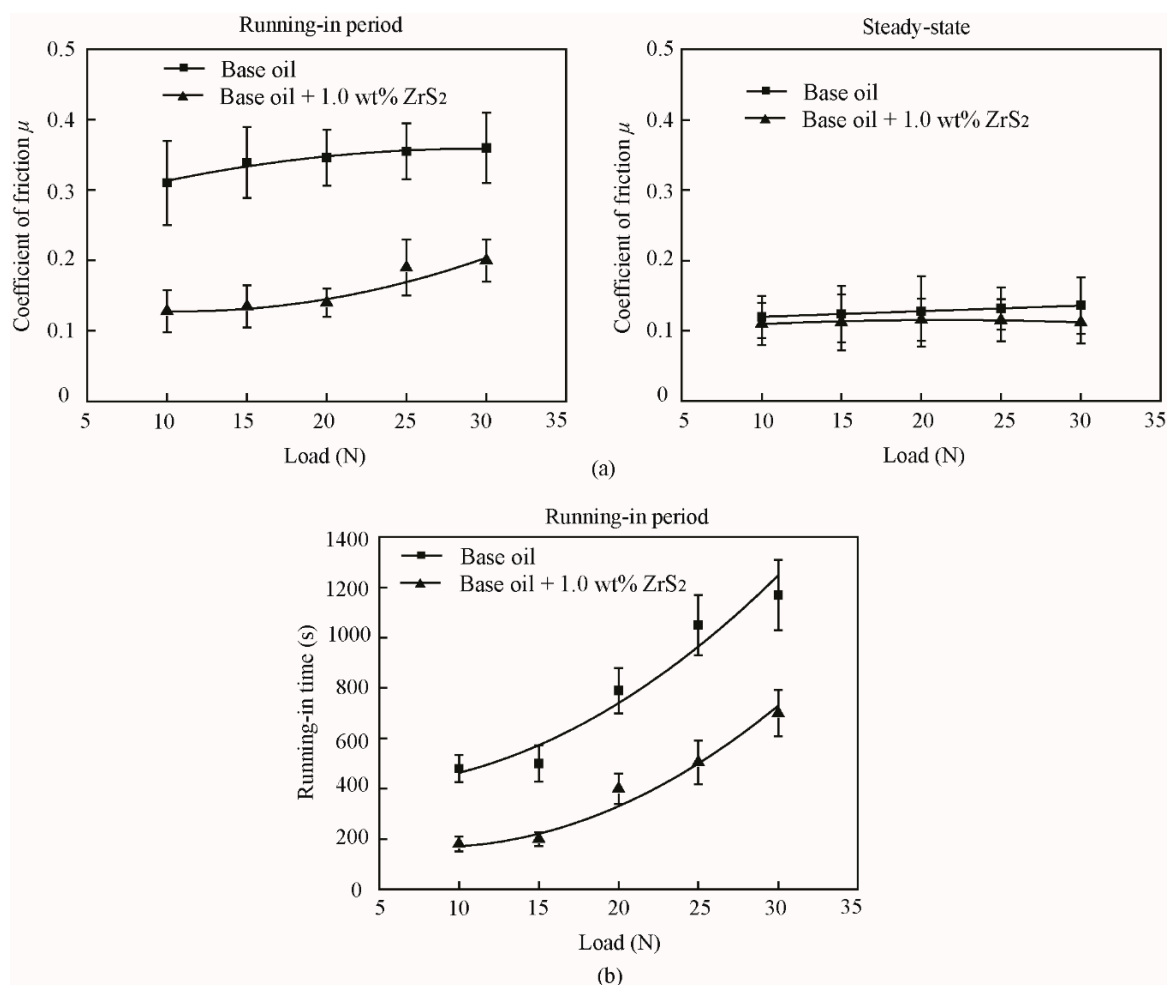 Running-in period
0.5
0.4
0.3
0.2
0.1
0
Coefficient of friction μ
Base oil
Base oil + 1.0 wt% ZrS2
5 10 15 20 25 30 35
Load (N)
Steady-state
0.5
0.4
0.3
0.2
0.1
0
Coefficient of friction μ
Base oil
Base oil + 1.0 wt% ZrS2
5 10 15 20 25 30 35
Load (N)
(a)
Running-in period
1400
1200
1000
800
600
400
200
0
Running-in time (s)
Base oil
Base oil + 1.0 wt% ZrS2
5 10 15 20 25 30 35
Load (N)
(b)